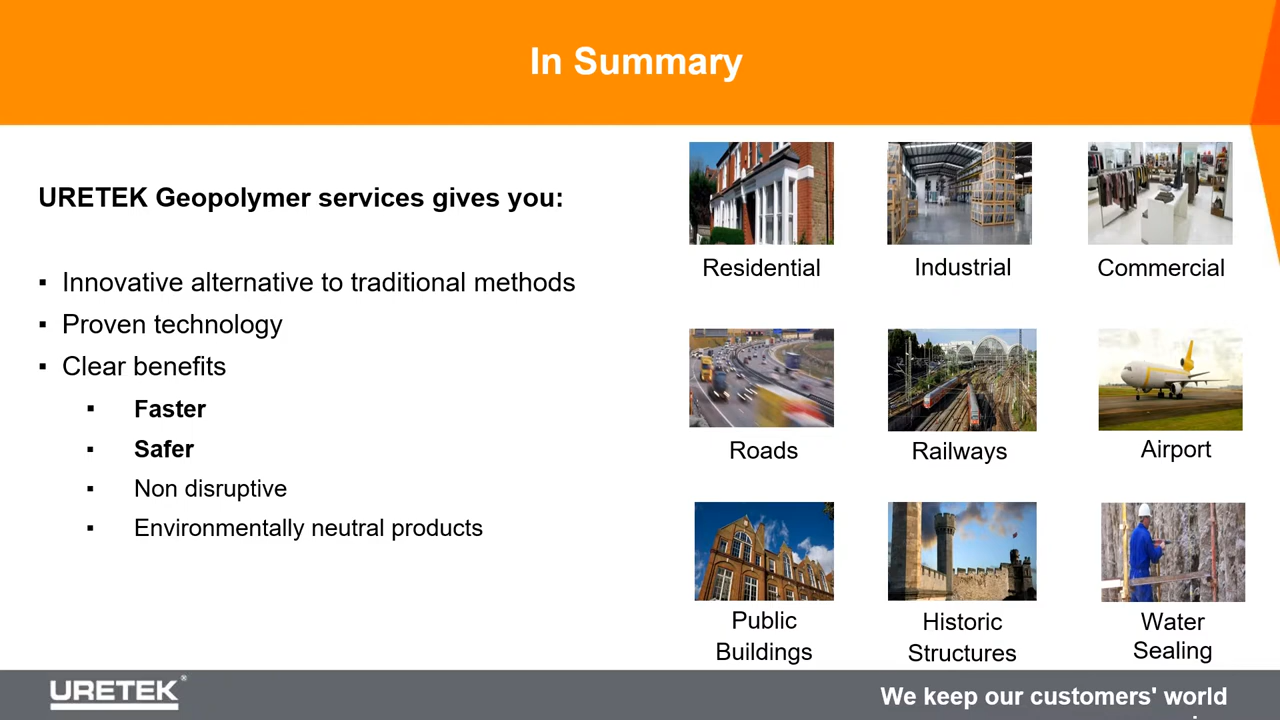 In Summary
URETEK Geopolymer services gives you:
▪ Innovative alternative to traditional methods
▪ Proven technology
▪ Clear benefits
▪ Faster
▪ Safer
▪ Non disruptive
▪ Environmentally neutral products
Residential
Industrial
Commercial
Roads
Railways
Airport
Public
Buildings
Historic
Structures
Water
Sealing
URETEK®
We keep our customers' world